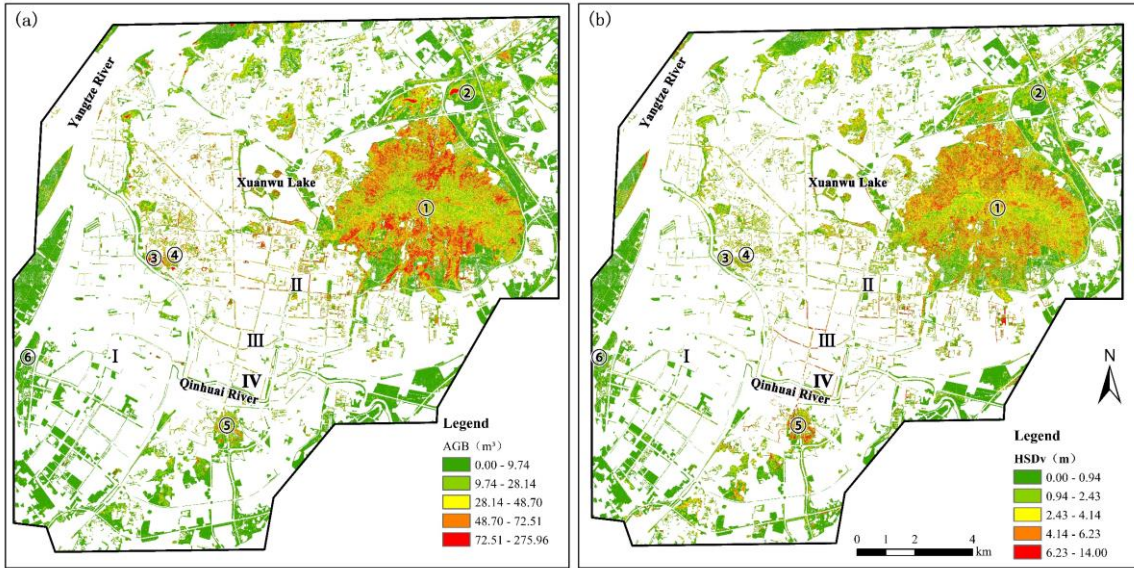 (a)
Yangtze River
②
Xuanwu Lake
①
③ ④
Ⅱ
Ⅲ
⑥
Ⅰ
Ⅳ
Qinhuai River
⑤
Legend
AGB（m³）
0.00 - 9.74
9.74 - 28.14
28.14 - 48.70
48.70 - 72.51
72.51 - 275.96
(b)
Yangtze River
②
Xuanwu Lake
①
③ ④
Ⅱ
Ⅲ
⑥
Ⅰ
Ⅳ
Qinhuai River
⑤
N
Legend
HSDv（m）
0.00 - 0.94
0.94 - 2.43
2.43 - 4.14
4.14 - 6.23
6.23 - 14.00
0 1 2 4
km